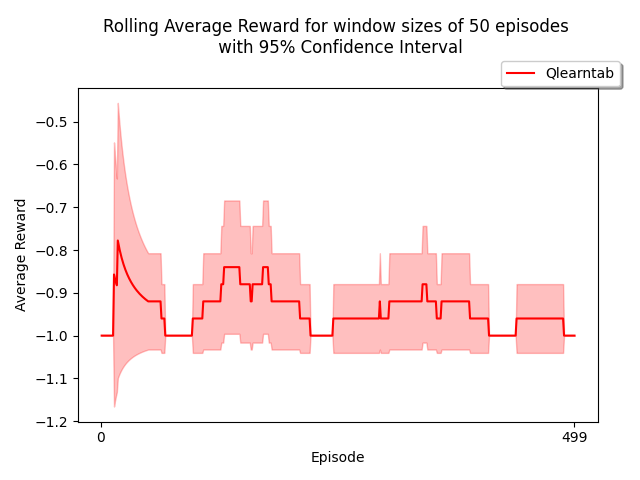 Rolling Average Reward for window sizes of 50 episodes
with 95% Confidence Interval
Qlearntab
−0.5
−0.6
−0.7
−0.8
−0.9
−1.0
−1.1
−1.2
Average Reward
0
499
Episode